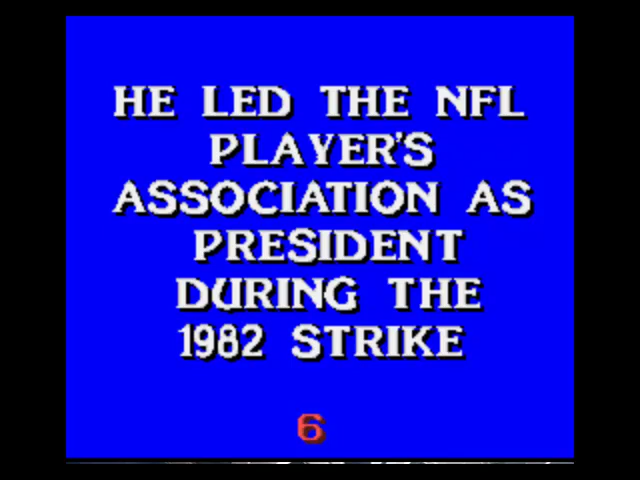 HE LED THE NFL
PLAYER'S
ASSOCIATION AS
PRESIDENT
DURING THE
1982 STRIKE
6